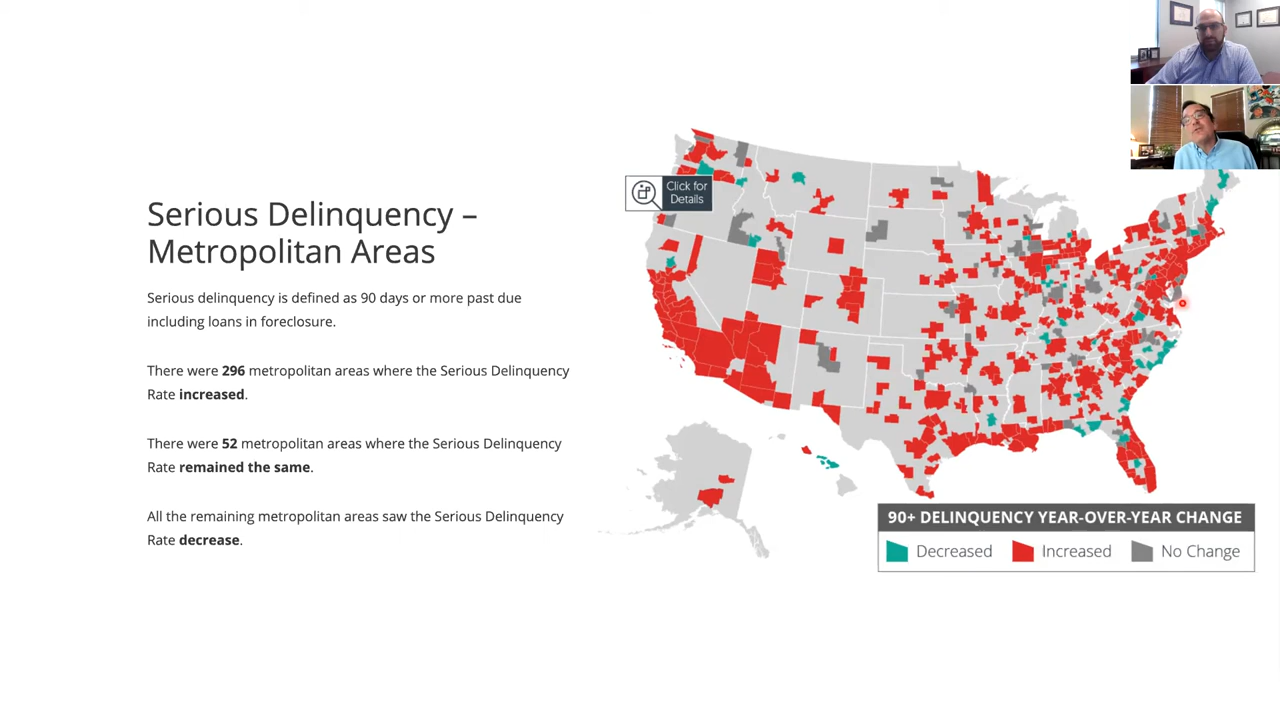 Serious Delinquency –
Metropolitan Areas
Serious delinquency is defined as 90 days or more past due
including loans in foreclosure.
There were 296 metropolitan areas where the Serious Delinquency
Rate increased.
There were 52 metropolitan areas where the Serious Delinquency
Rate remained the same.
All the remaining metropolitan areas saw the Serious Delinquency
Rate decrease.
Click for
Details
90+ DELINQUENCY YEAR-OVER-YEAR CHANGE
Decreased Increased No Change